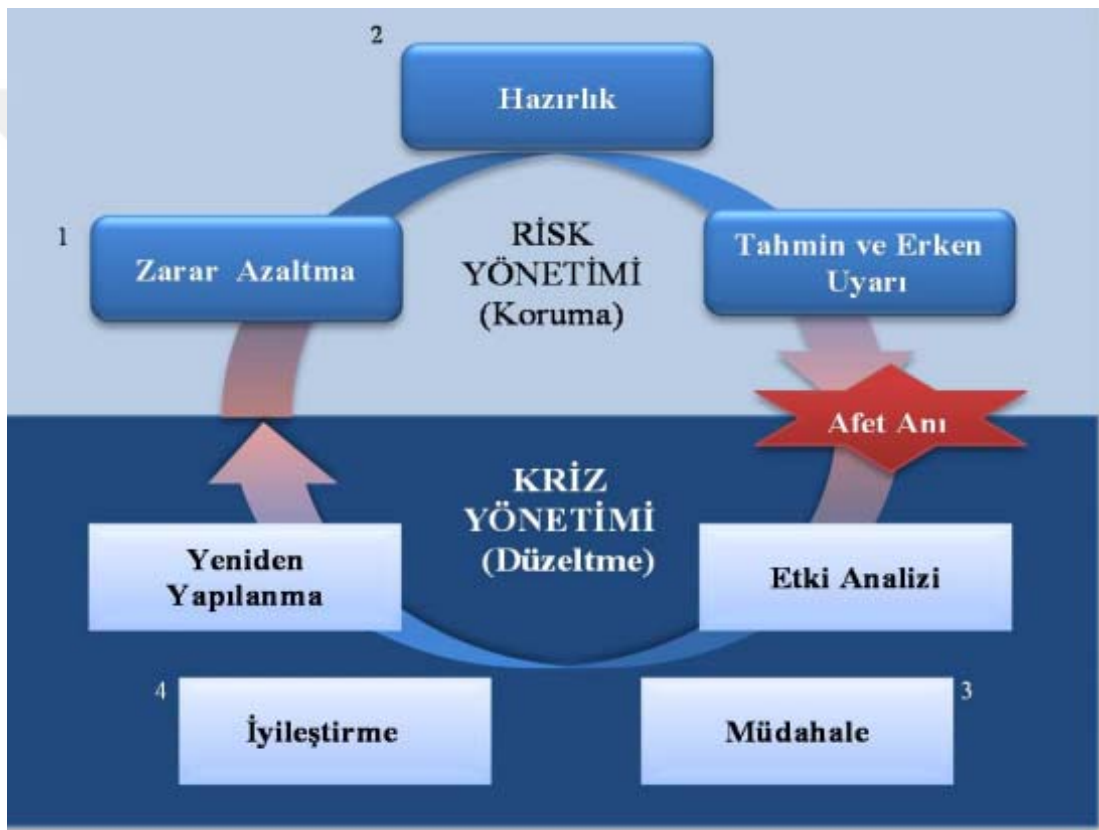 2
Hazırlık
1
Zarar Azaltma
RİSK
YÖNETİMİ
(Koruma)
Tahmin ve Erken
Uyarı
Afet Anı
KRİZ
YÖNETİMİ
(Düzeltme)
Yeniden
Yapılanma
Etki Analizi
4
İyileştirme
3
Müdahale